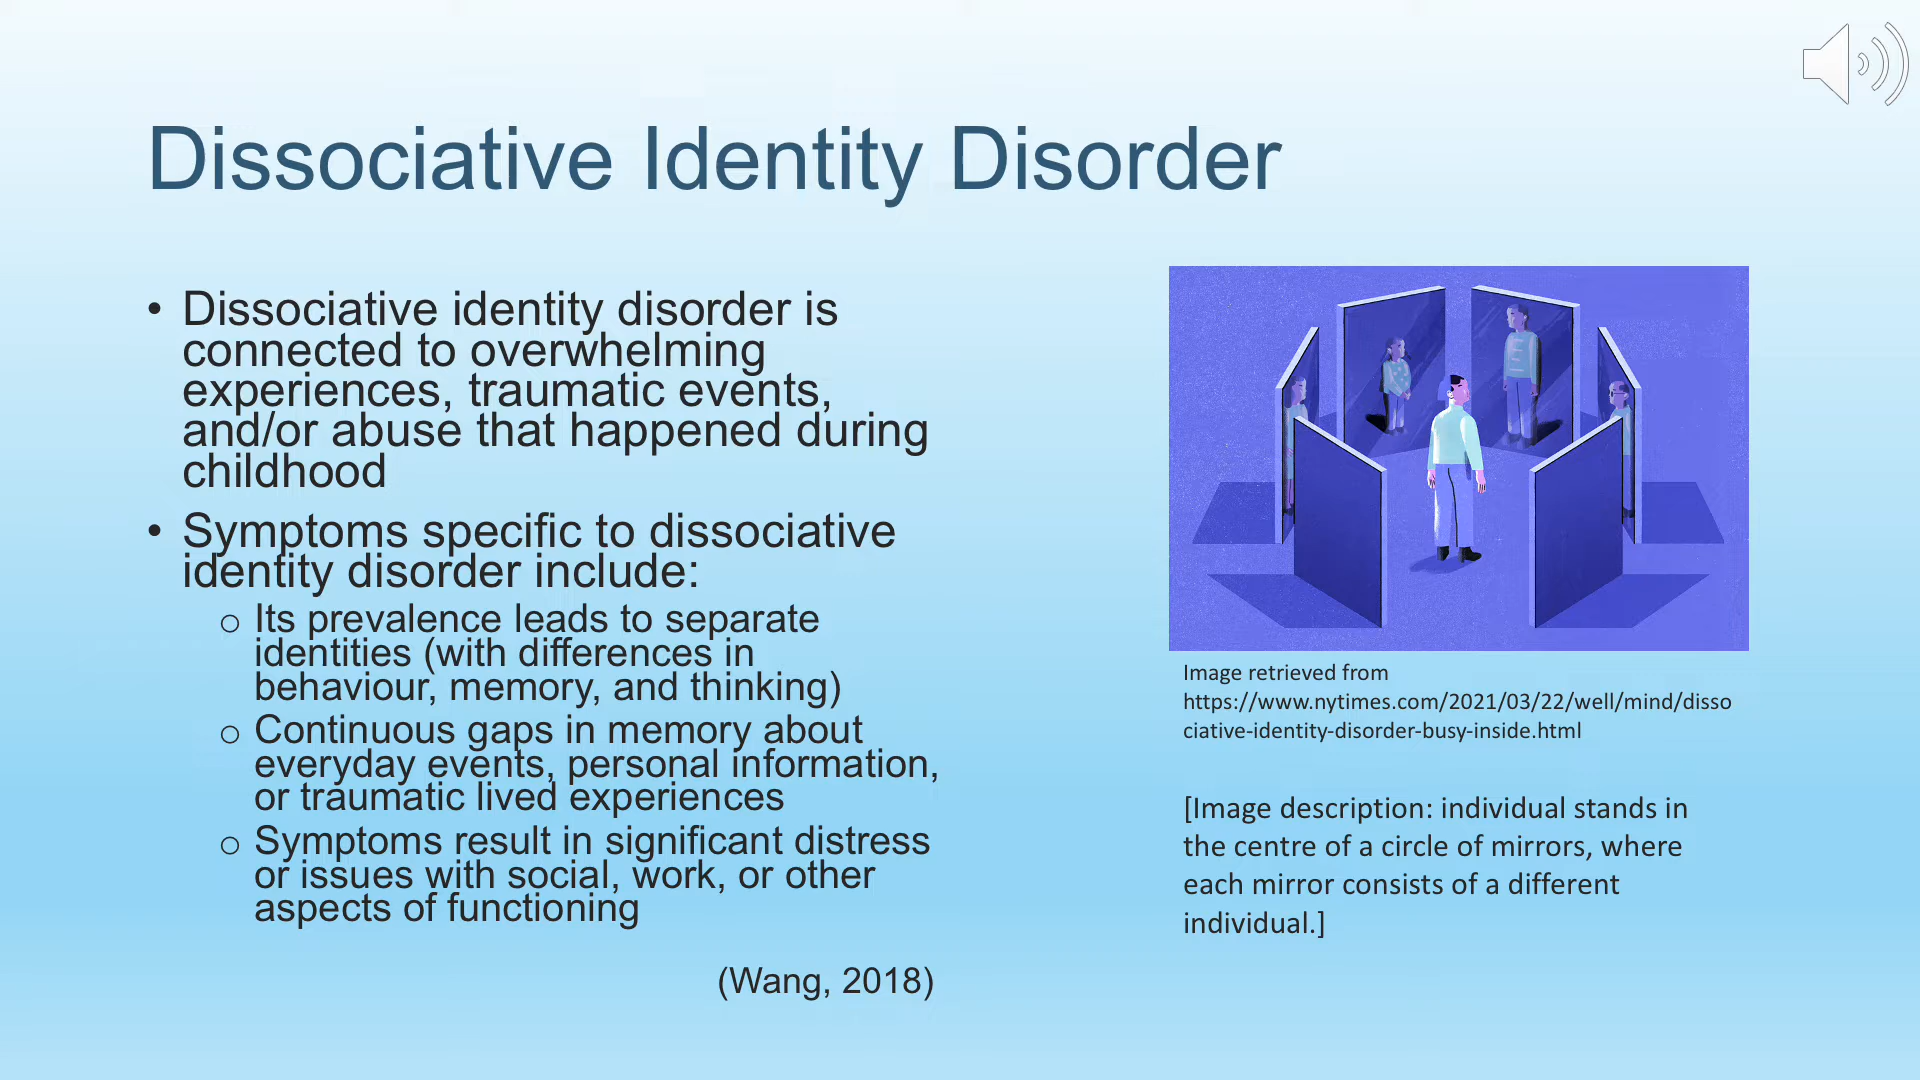 Dissociative Identity Disorder
• Dissociative identity disorder is
connected to overwhelming
experiences, traumatic events,
and/or abuse that happened during
childhood
• Symptoms specific to dissociative
identity disorder include:
o Its prevalence leads to separate
identities (with differences in
behaviour, memory, and thinking)
o Continuous gaps in memory about
everyday events, personal information,
or traumatic lived experiences
o Symptoms result in significant distress
or issues with social, work, or other
aspects of functioning
(Wang, 2018)
Image retrieved from
https://www.nytimes.com/2021/03/22/well/mind/disso
ciative-identity-disorder-busy-inside.html
[Image description: individual stands in
the centre of a circle of mirrors, where
each mirror consists of a different
individual.]